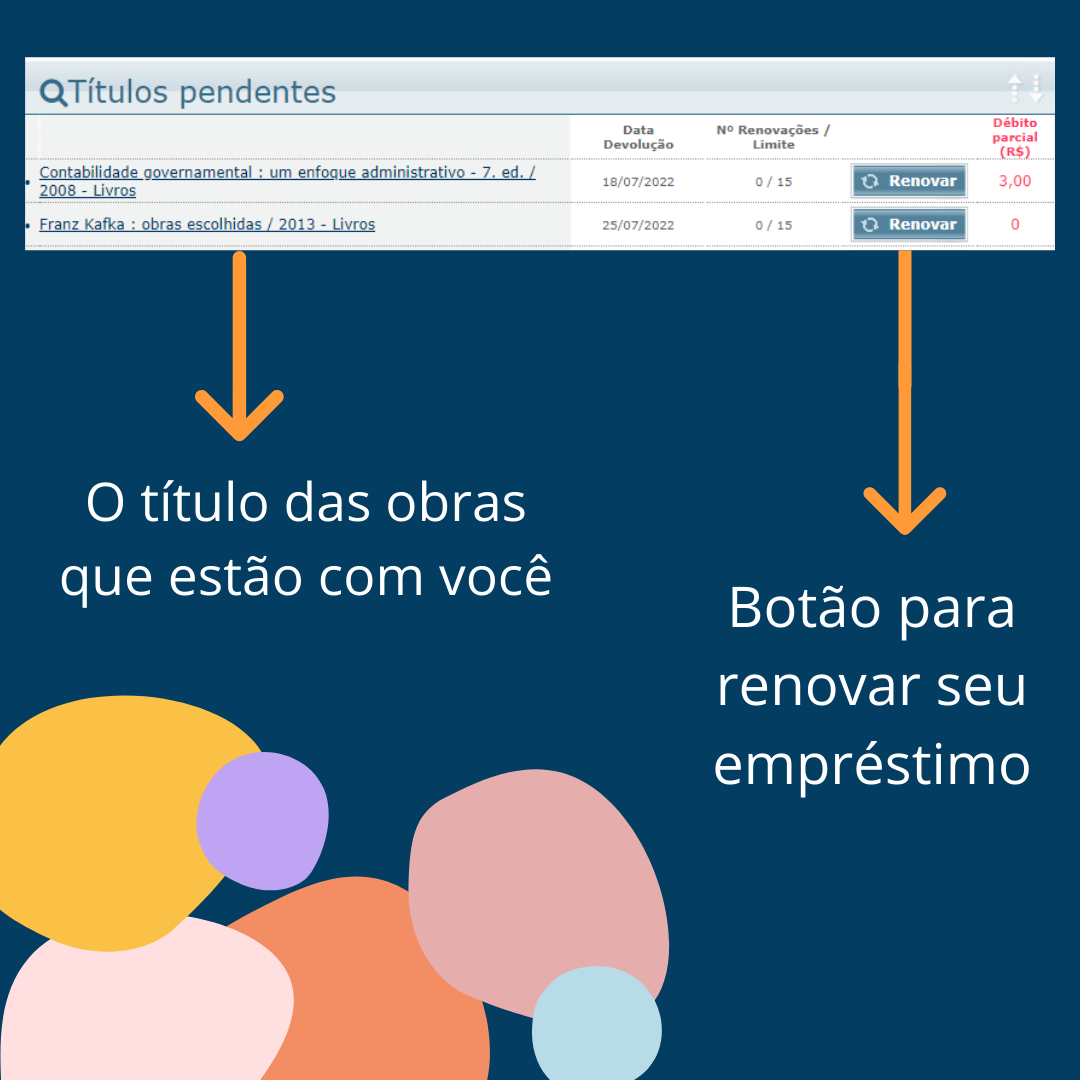 Títulos pendentes
Data
Devolução
Nº Renovações /
Limite
Débito
parcial
(R$)
Contabilidade governamental : um enfoque administrativo - 7. ed. /
2008 - Livros
18/07/2022
0 / 15
Renovar
3,00
Franz Kafka : obras escolhidas / 2013 - Livros
25/07/2022
0 / 15
Renovar
0
O título das obras
que estão com você
Botão para
renovar seu
empréstimo